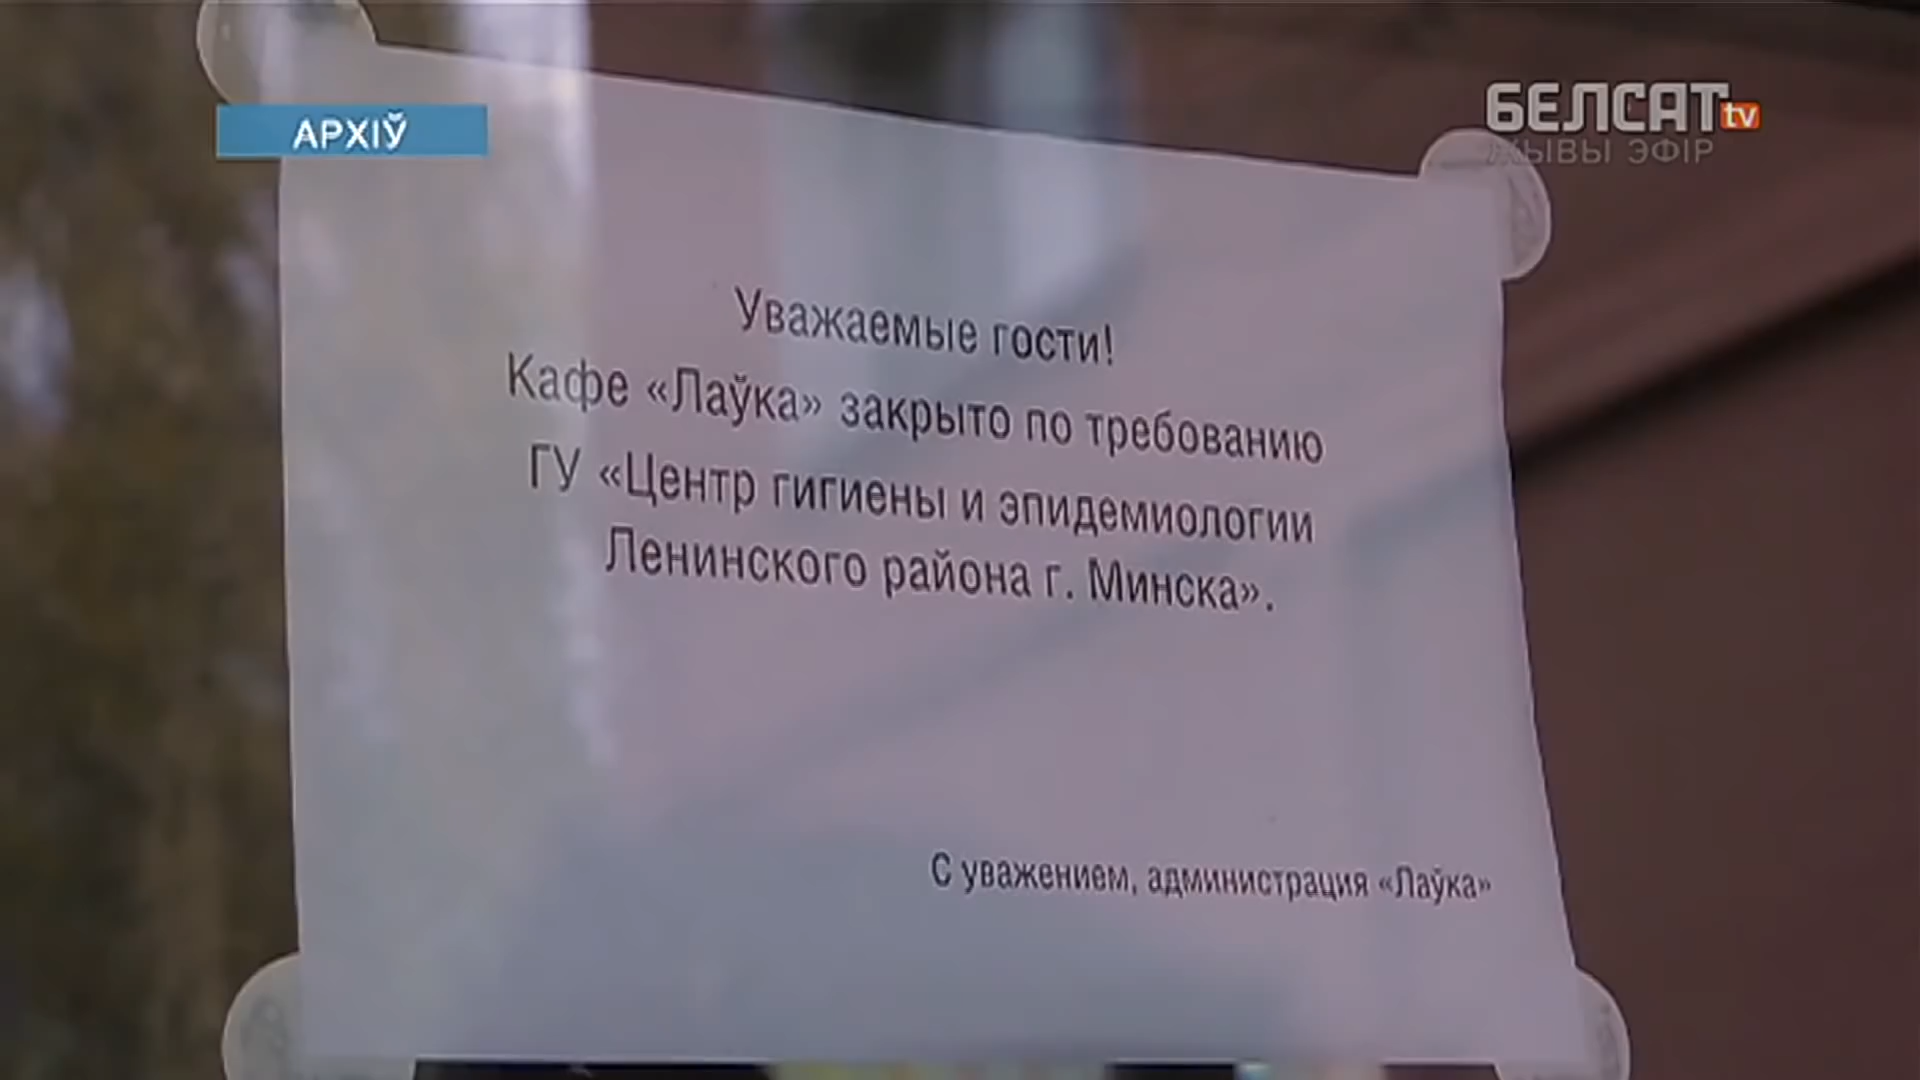 АРХІЎ
БЕЛСАТ tv
ЖЫВЫ ЭФІР
Уважаемые гости!
Кафе «Лаўка» закрыто по требованию
ГУ «Центр гигиены и эпидемиологии
Ленинского района г. Минска».
С уважением, администрация «Лаўка»